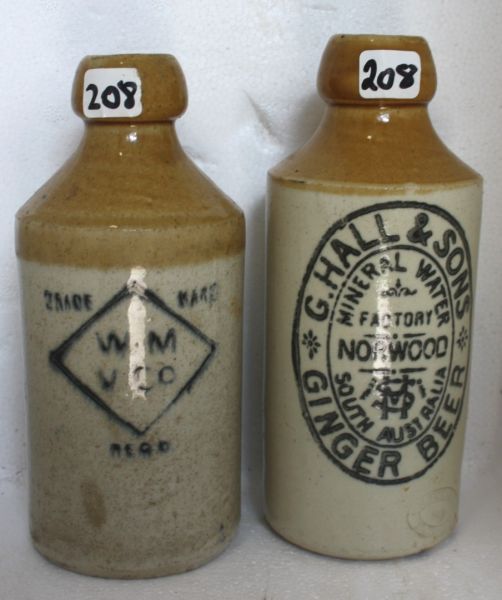 208
TRADE MARK
W.M
V.CO
REGD
208
G. HALL & SONS
MINERAL WATER
FACTORY
NORWOOD
SOUTH AUSTRALIA
GINGER BEER